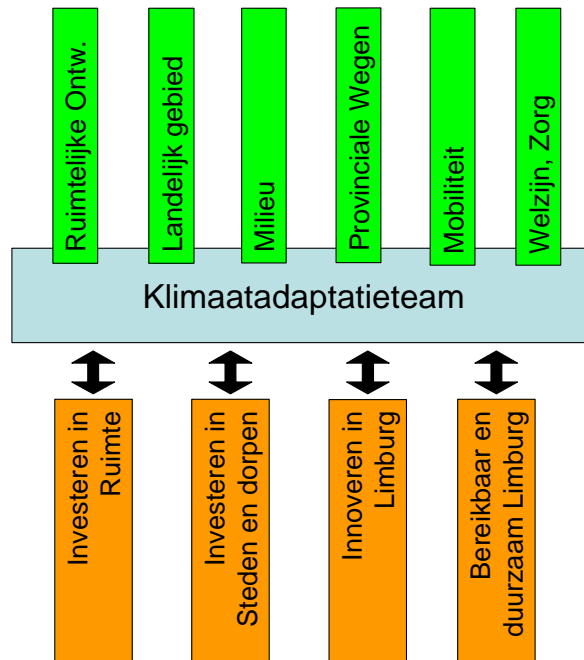 Ruimtelijke Ontw.
Landelijk gebied
Milieu
Provinciale Wegen
Mobiliteit
Welzijn, Zorg
Klimaatadaptatieteam
Investeren in
Ruimte
Investeren in
Steden en dorpen
Innoveren in
Limburg
Bereikbaar en
duurzaam Limburg